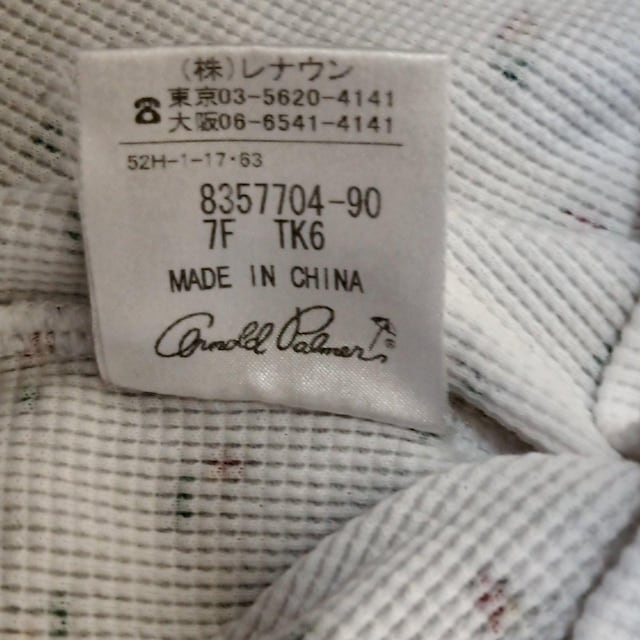 (株)レナウン
☎ 東京03-5620-4141
大阪06-6541-4141
52H-1-17・63
8357704-90
7F TK6
MADE IN CHINA
Arnold Palmer